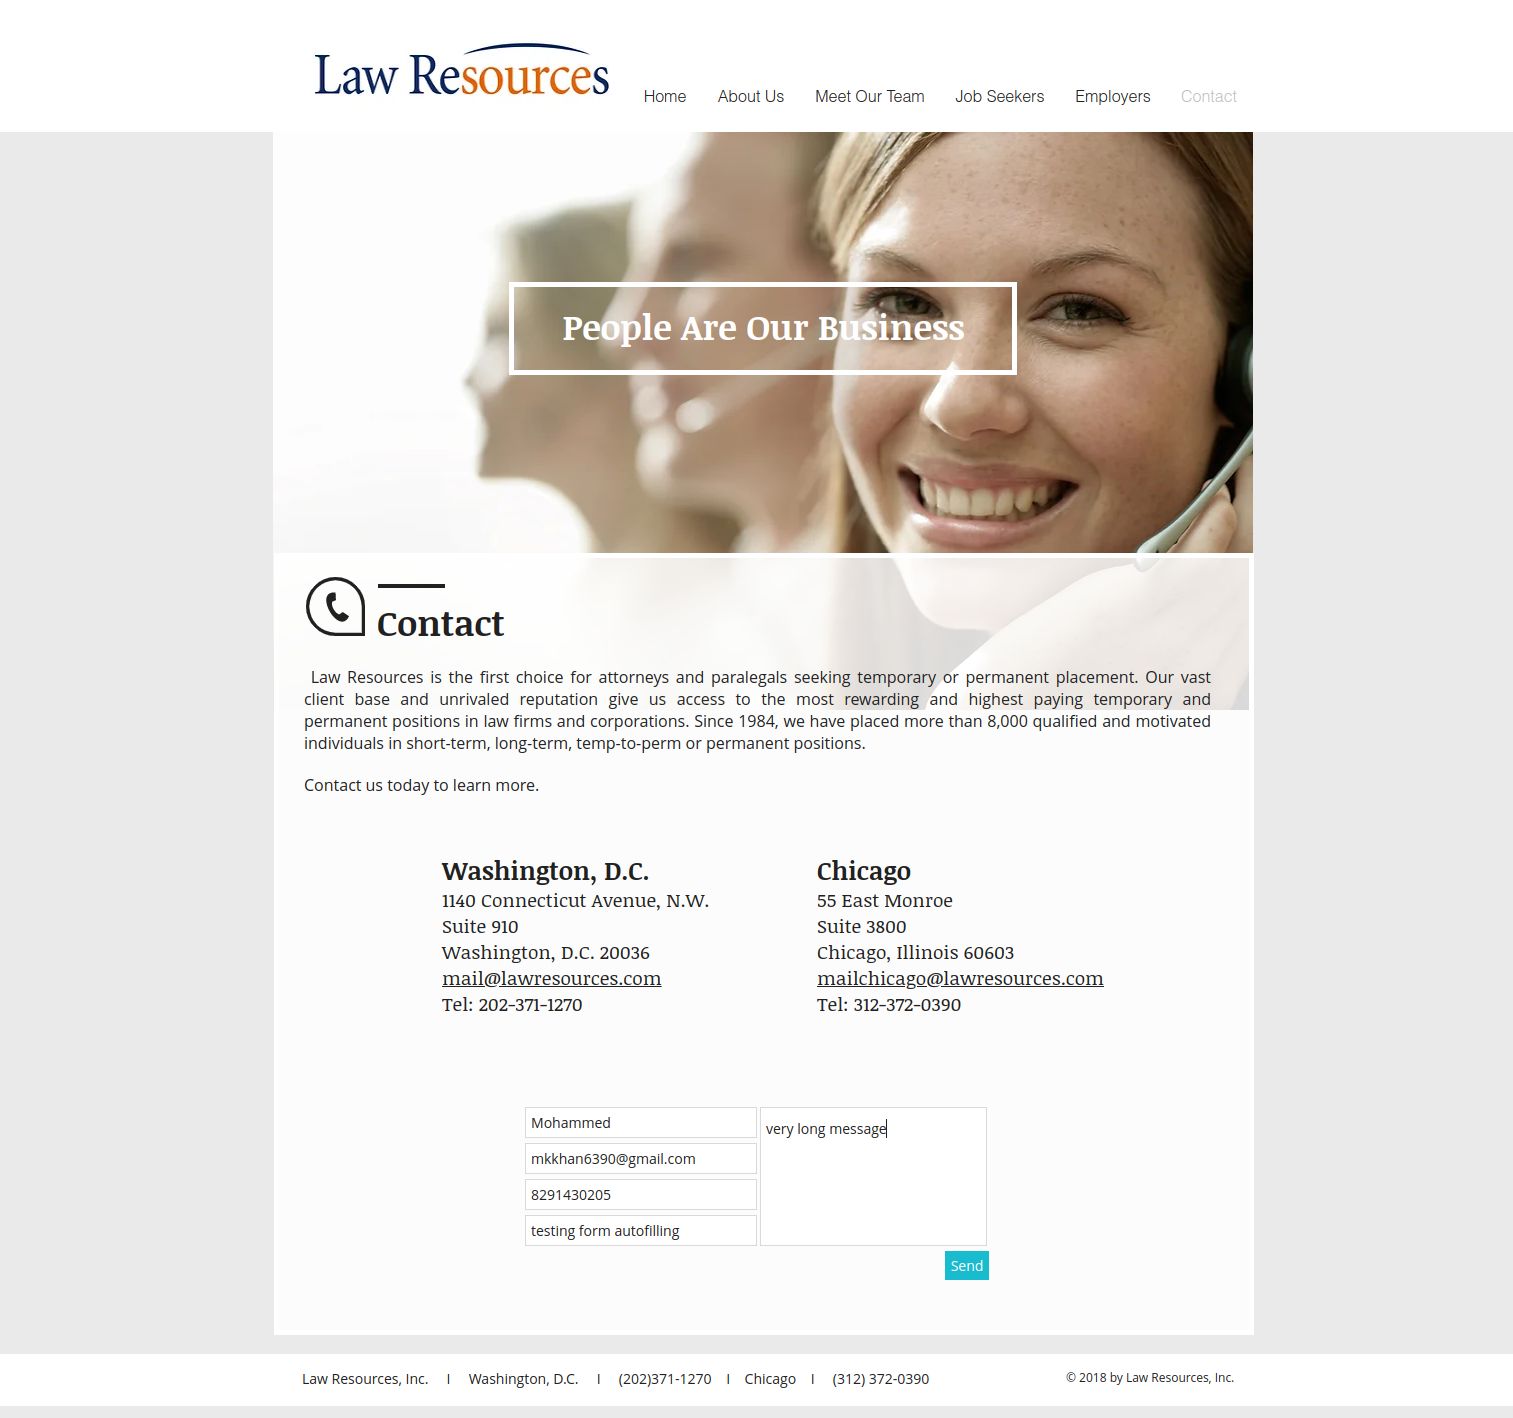 Law Resources
Home About Us Meet Our Team Job Seekers Employers Contact
People Are Our Business
Contact
Law Resources is the first choice for attorneys and paralegals seeking temporary or permanent placement. Our vast
client base and unrivaled reputation give us access to the most rewarding and highest paying temporary and
permanent positions in law firms and corporations. Since 1984, we have placed more than 8,000 qualified and motivated
individuals in short-term, long-term, temp-to-perm or permanent positions.
Contact us today to learn more.
Washington, D.C.
1140 Connecticut Avenue, N.W.
Suite 910
Washington, D.C. 20036
mail@lawresources.com
Tel: 202-371-1270
Chicago
55 East Monroe
Suite 3800
Chicago, Illinois 60603
mailchicago@lawresources.com
Tel: 312-372-0390
Mohammed
mkkhan6390@gmail.com
8291430205
testing form autofilling
very long message
Send
Law Resources, Inc. I Washington, D.C. I (202)371-1270 I Chicago I (312) 372-0390
© 2018 by Law Resources, Inc.